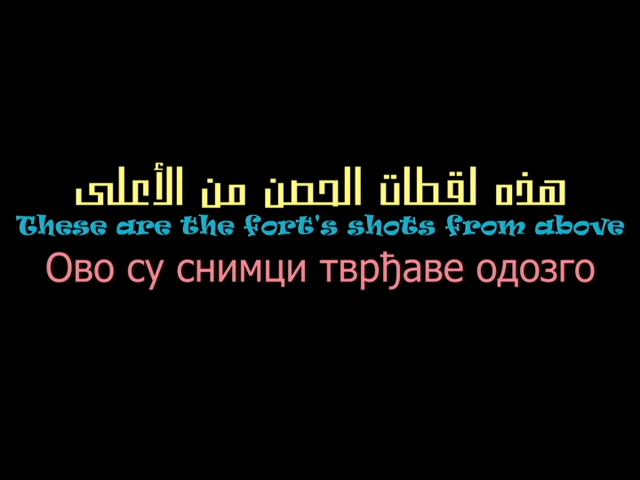 هذه لقطات الحصن من الأعلى
These are the fort's shots from above
Ово су снимци тврђаве одозго